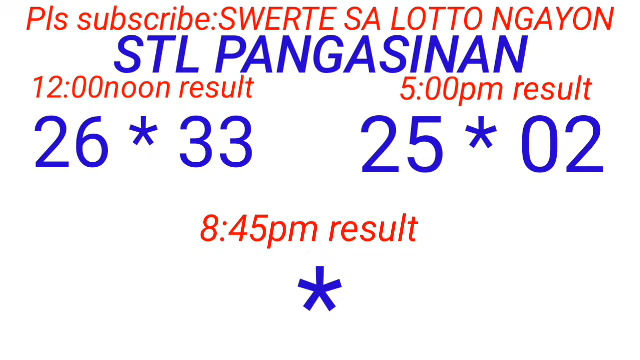 Pls subscribe:SWERTE SA LOTTO NGAYON
STL PANGASINAN
12:00noon result 5:00pm result
26 * 33 25 * 02
8:45pm result
*